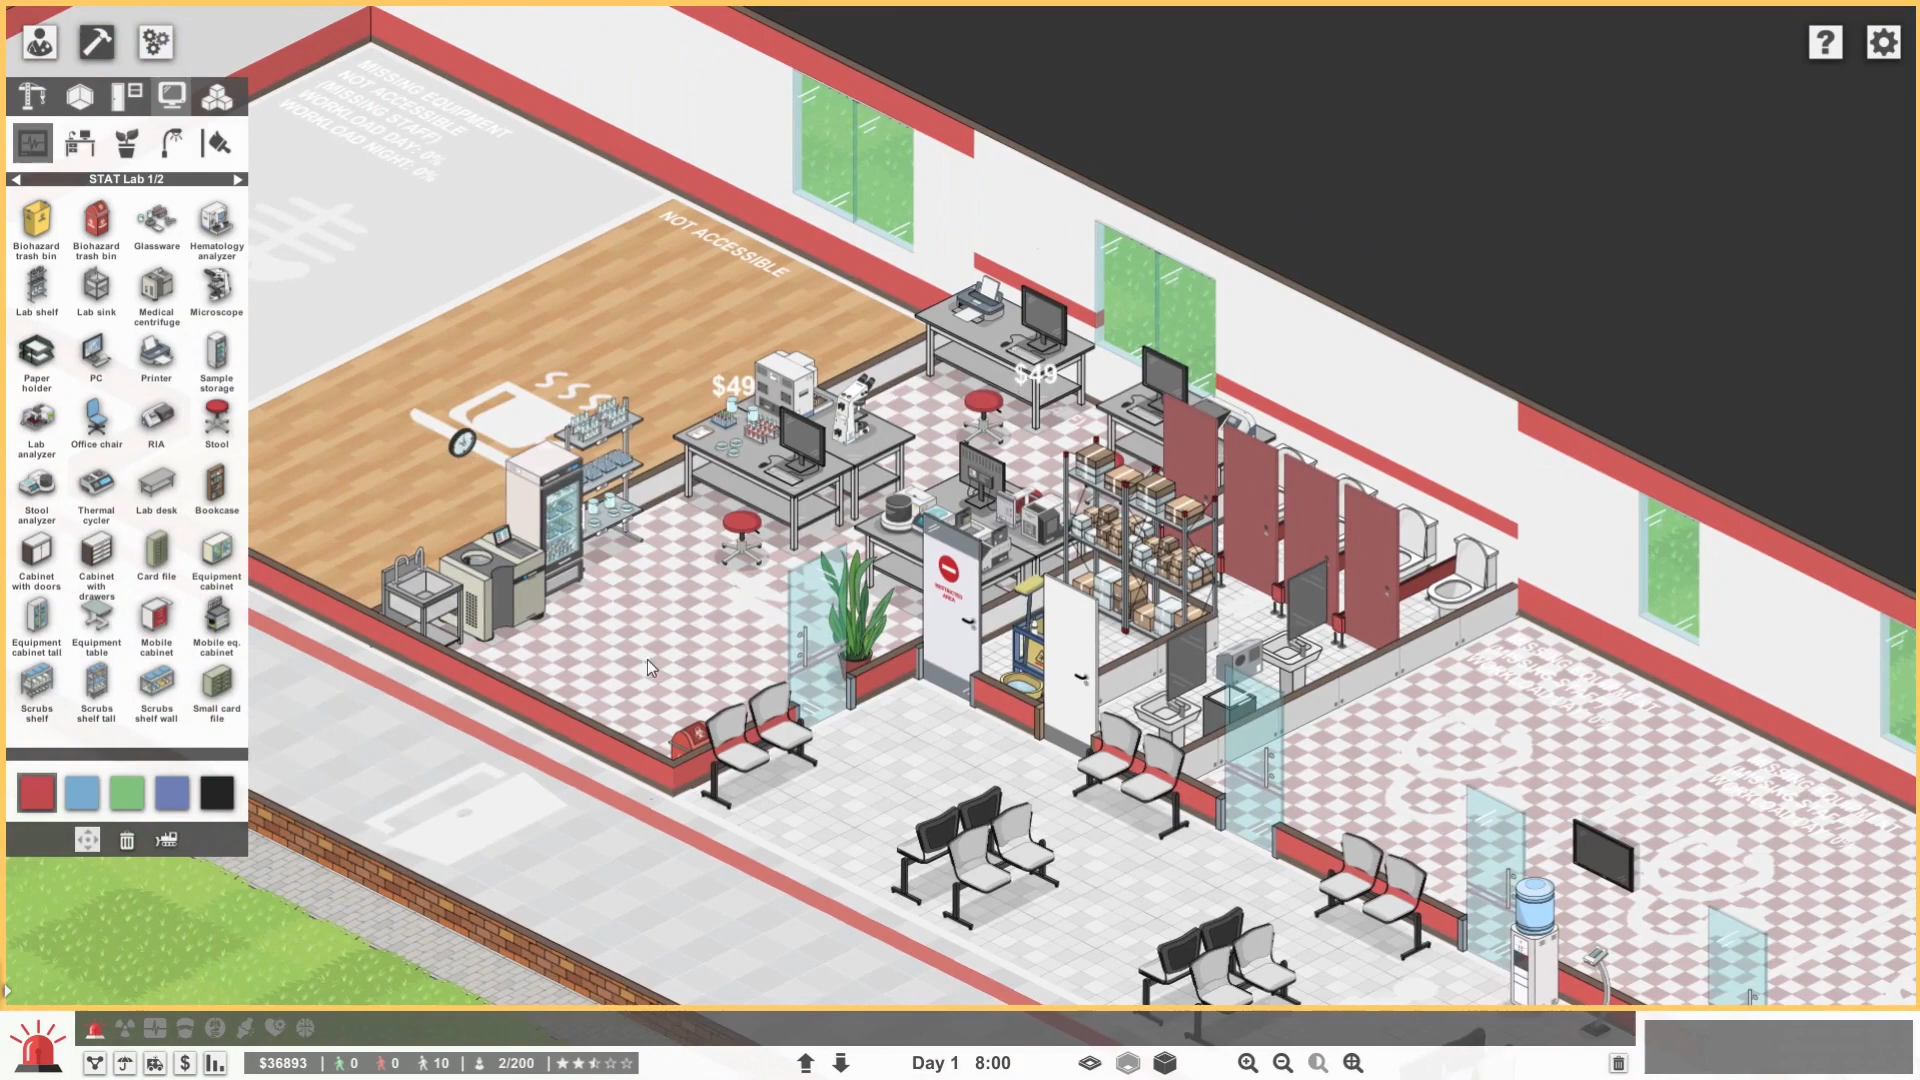 STAT Lab 1/2
Biohazard trash bin
Biohazard trash bin
Glassware
Hematology analyzer
Lab shelf
Lab sink
Medical centrifuge
Microscope
Paper holder
PC
Printer
Sample storage
Lab analyzer
Office chair
RIA
Stool
Stool analyzer
Thermal cycler
Lab desk
Bookcase
Cabinet with doors
Cabinet with drawers
Card file
Equipment cabinet
Equipment cabinet tall
Equipment table
Mobile cabinet
Mobile eq. cabinet
Scrubs shelf
Scrubs shelf tall
Scrubs shelf wall
Small card file
MISSING EQUIPMENT
NOT ACCESSIBLE
(MISSING STAFF)
WORKLOAD DAY: 0%
WORKLOAD NIGHT: 0%
NOT ACCESSIBLE
$49
$49
RESTRICTED
AREA
?
$36893
0
0
10
2/200
Day 1 8:00